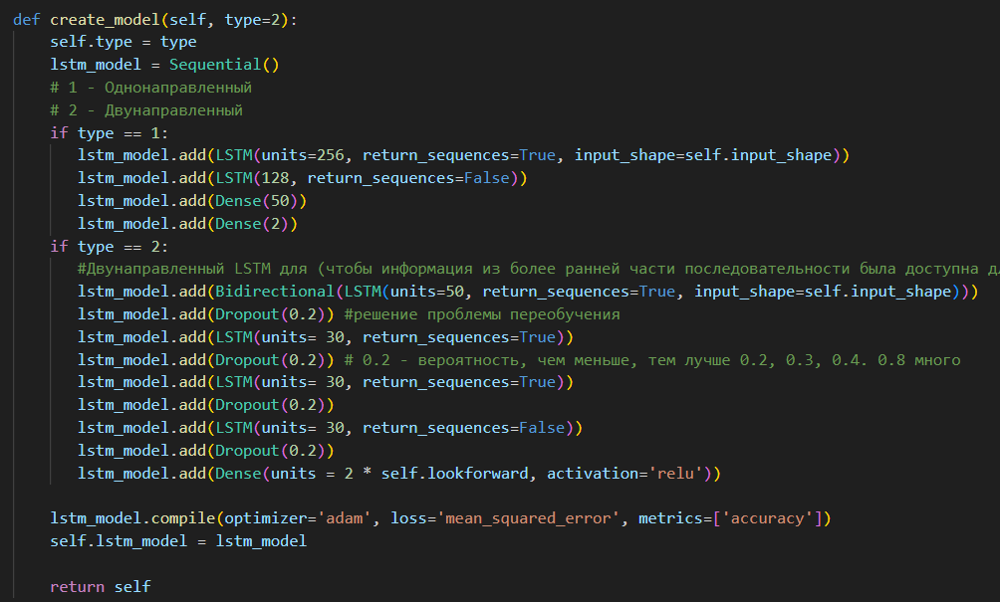 def create_model(self, type=2):
    self.type = type
    lstm_model = Sequential()
    # 1 - Однонаправленный
    # 2 - Двунаправленный
    if type == 1:
        lstm_model.add(LSTM(units=256, return_sequences=True, input_shape=self.input_shape))
        lstm_model.add(LSTM(128, return_sequences=False))
        lstm_model.add(Dense(50))
        lstm_model.add(Dense(2))
    if type == 2:
        #Двунаправленный LSTM для (чтобы информация из более ранней части последовательности была доступна
        lstm_model.add(Bidirectional(LSTM(units=50, return_sequences=True, input_shape=self.input_shape)))
        lstm_model.add(Dropout(0.2)) #решение проблемы переобучения
        lstm_model.add(LSTM(units= 30, return_sequences=True))
        lstm_model.add(Dropout(0.2)) # 0.2 - вероятность, чем меньше, тем лучше 0.2, 0.3, 0.4. 0.8 много
        lstm_model.add(LSTM(units= 30, return_sequences=True))
        lstm_model.add(Dropout(0.2))
        lstm_model.add(LSTM(units= 30, return_sequences=False))
        lstm_model.add(Dropout(0.2))
        lstm_model.add(Dense(units = 2 * self.lookforward, activation='relu'))

    lstm_model.compile(optimizer='adam', loss='mean_squared_error', metrics=['accuracy'])
    self.lstm_model = lstm_model

    return self